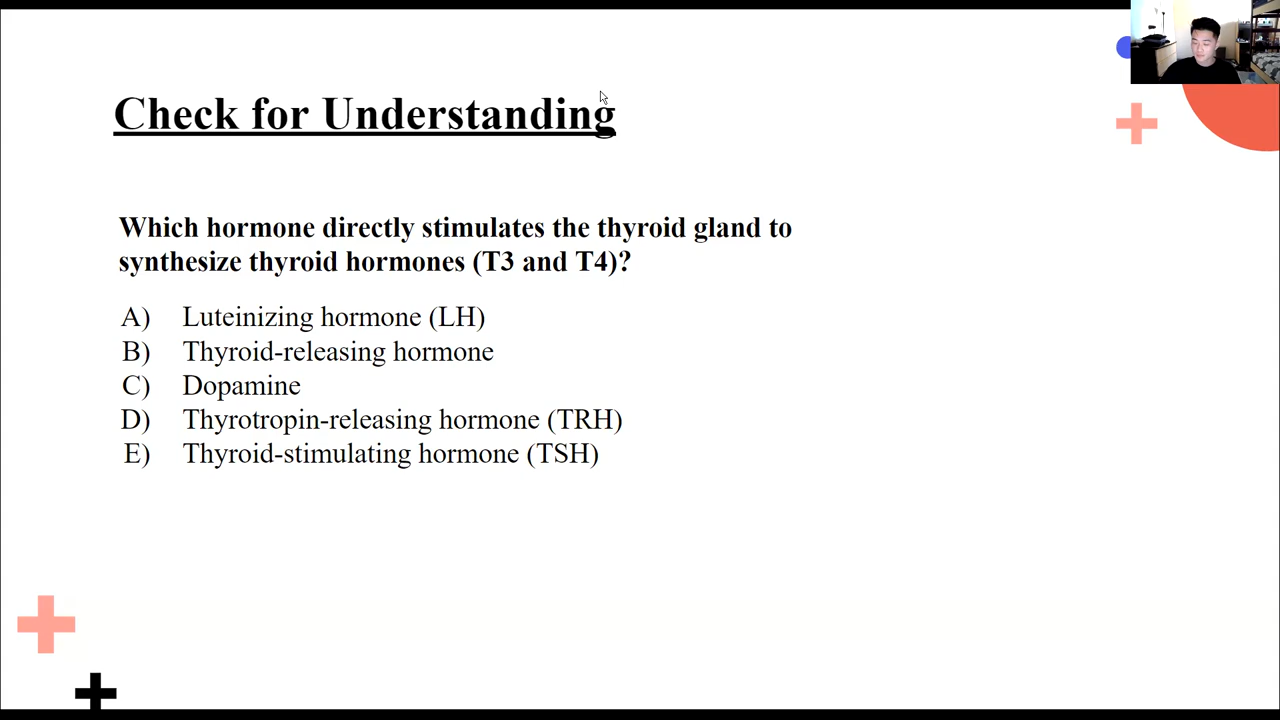 Check for Understanding
Which hormone directly stimulates the thyroid gland to
synthesize thyroid hormones (T3 and T4)?
A) Luteinizing hormone (LH)
B) Thyroid-releasing hormone
C) Dopamine
D) Thyrotropin-releasing hormone (TRH)
E) Thyroid-stimulating hormone (TSH)